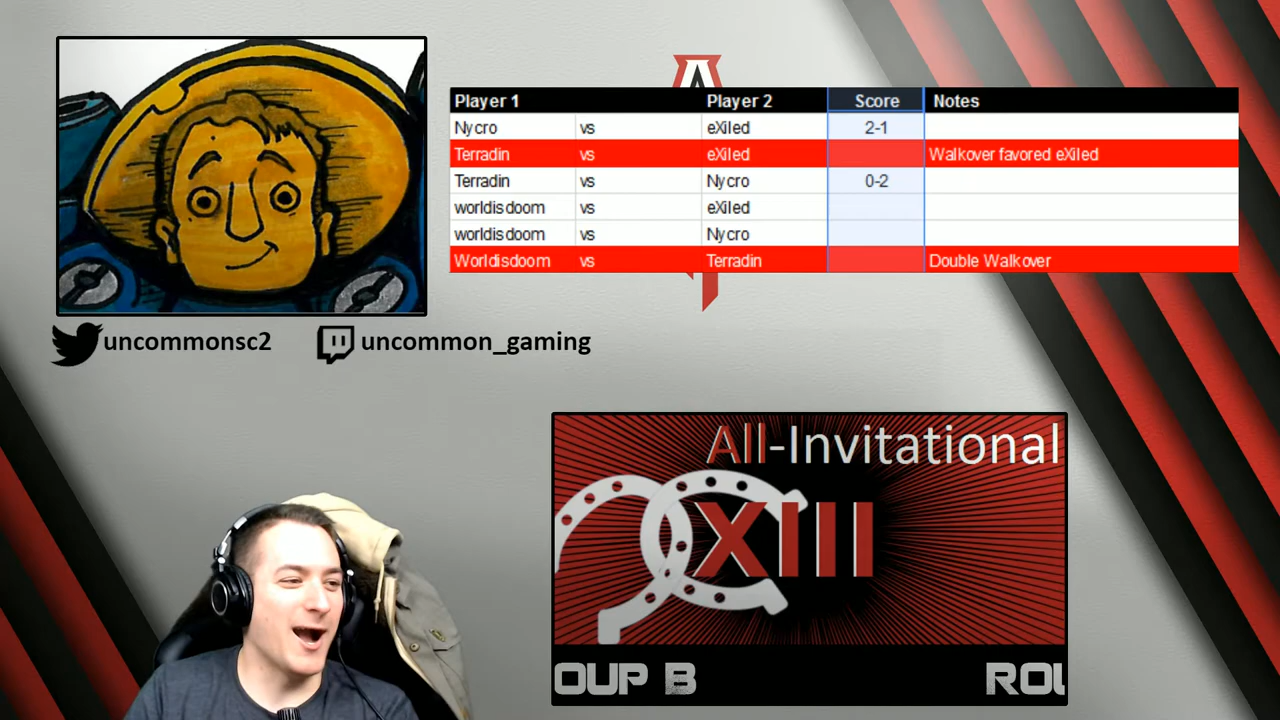 Player 1 Player 2 Score Notes
Nycro vs eXiled 2-1
Terradin vs eXiled Walkover favored eXiled
Terradin vs Nycro 0-2
worldisdoom vs eXiled
worldisdoom vs Nycro
Worldisdoom vs Terradin Double Walkover
uncommonsc2 uncommon_gaming
All-Invitational
XIII
OUP B ROU